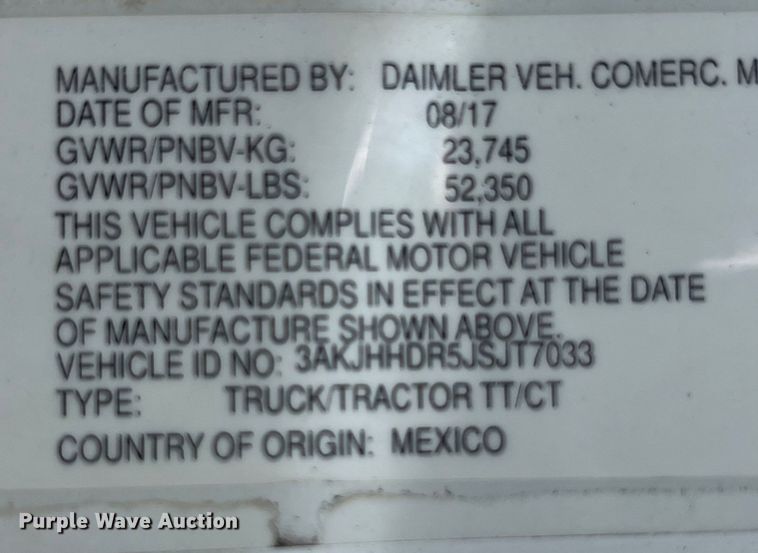 MANUFACTURED BY: DAIMLER VEH. COMERC. M
DATE OF MFR: 08/17
GVWR/PNBV-KG: 23,745
GVWR/PNBV-LBS: 52,350
THIS VEHICLE COMPLIES WITH ALL
APPLICABLE FEDERAL MOTOR VEHICLE
SAFETY STANDARDS IN EFFECT AT THE DATE
OF MANUFACTURE SHOWN ABOVE.
VEHICLE ID NO: 3AKJHHDR5JSJT7033
TYPE: TRUCK/TRACTOR TT/CT
COUNTRY OF ORIGIN: MEXICO
Purple Wave Auction